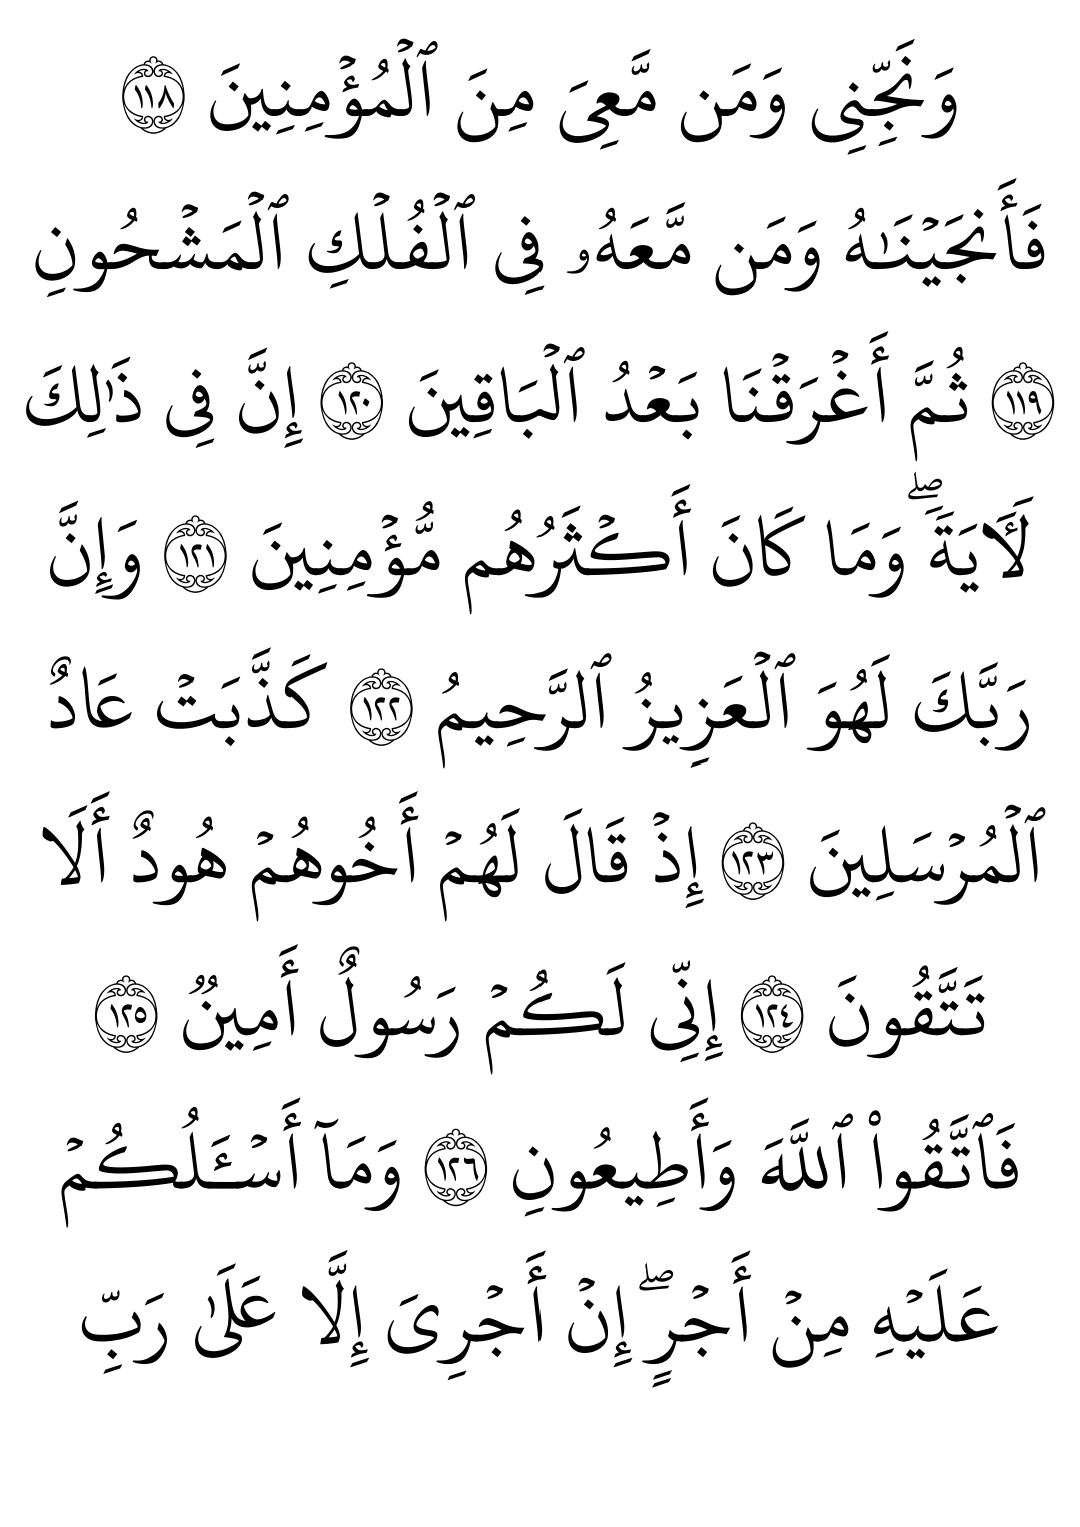 وَنَجِّنِى وَمَن مَّعِىَ مِنَ ٱلْمُؤْمِنِينَ ١١٨
فَأَنجَيْنَـٰهُ وَمَن مَّعَهُۥ فِى ٱلْفُلْكِ ٱلْمَشْحُونِ
١١٩ ثُمَّ أَغْرَقْنَا بَعْدُ ٱلْبَاقِينَ ١٢٠ إِنَّ فِى ذَٰلِكَ
لَـَٔايَةًۖ وَمَا كَانَ أَكْثَرُهُم مُّؤْمِنِينَ ١٢١ وَإِنَّ
رَبَّكَ لَهُوَ ٱلْعَزِيزُ ٱلرَّحِيمُ ١٢٢ كَذَّبَتْ عَادٌ
ٱلْمُرْسَلِينَ ١٢٣ إِذْ قَالَ لَهُمْ أَخُوهُمْ هُودٌ أَلَا
تَتَّقُونَ ١٢٤ إِنِّى لَكُمْ رَسُولٌ أَمِينٌ ١٢٥
فَٱتَّقُوا۟ ٱللَّهَ وَأَطِيعُونِ ١٢٦ وَمَآ أَسْـَٔلُكُمْ
عَلَيْهِ مِنْ أَجْرٍۖ إِنْ أَجْرِىَ إِلَّا عَلَىٰ رَبِّ